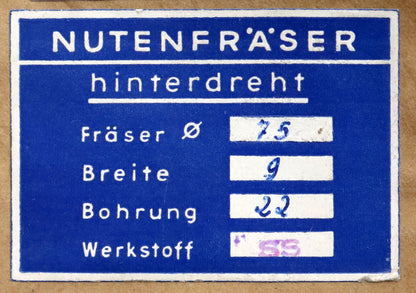 NUTENFRÄSER
hinterdreht
Fräser Ø 75
Breite 9
Bohrung 22
Werkstoff SS